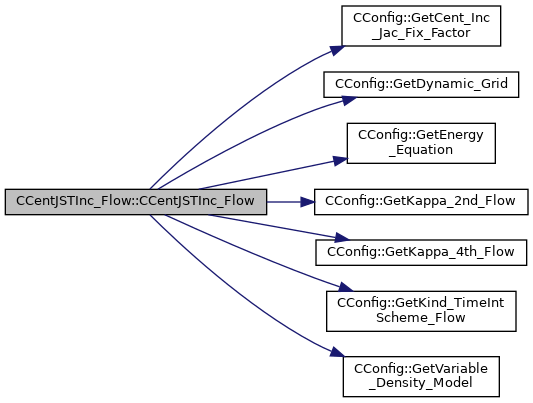 CConfig::GetCent_Inc
_Jac_Fix_Factor
CConfig::GetDynamic_Grid
CConfig::GetEnergy
_Equation
CCentJSTInc_Flow::CCentJSTInc_Flow
CConfig::GetKappa_2nd_Flow
CConfig::GetKappa_4th_Flow
CConfig::GetKind_TimeInt
Scheme_Flow
CConfig::GetVariable
_Density_Model